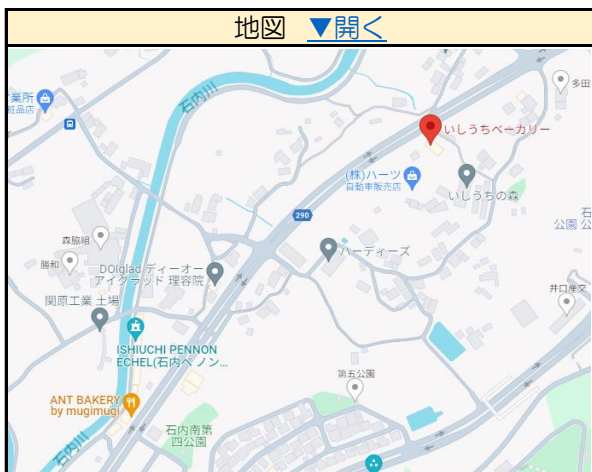 地図 ▼開く
石内川
業所
粧品店
多田
いしうちベーカリー
(株)ハーツ
自動車販売店
いしうちの森
石
公園 公
290
森脇組
勝和
DOIglad ディーオー
アイグラッド 理容院
ハーディーズ
関原工業 土場
井口産交
ISHIUCHI PENNON
ECHEL(石内ペノン...
第五公園
ANT BAKERY
by mugimugi
石内南第
四公園
石内川